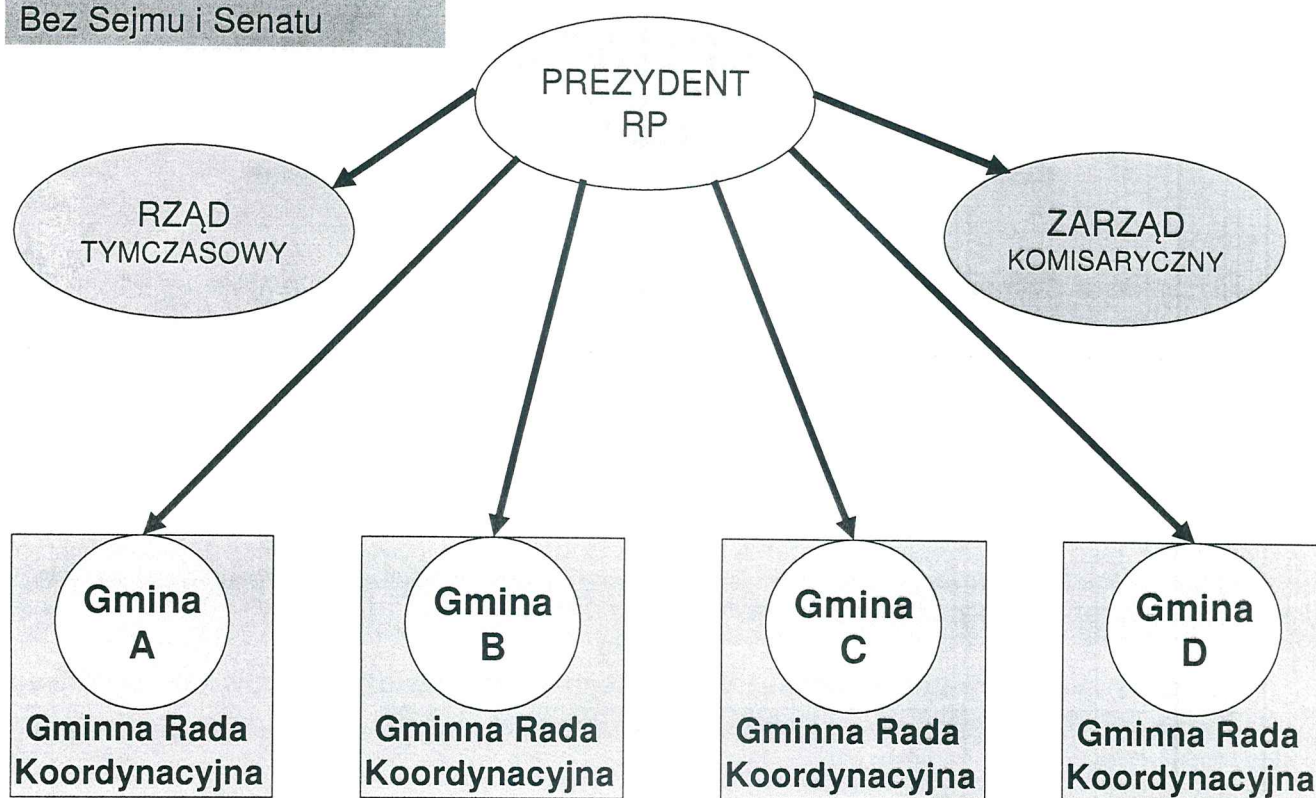 Bez Sejmu i Senatu
PREZYDENT
RP
RZĄD
TYMCZASOWY
ZARZĄD
KOMISARYCZNY
Gmina
A
Gminna Rada
Koordynacyjna
Gmina
B
Gminna Rada
Koordynacyjna
Gmina
C
Gminna Rada
Koordynacyjna
Gmina
D
Gminna Rada
Koordynacyjna